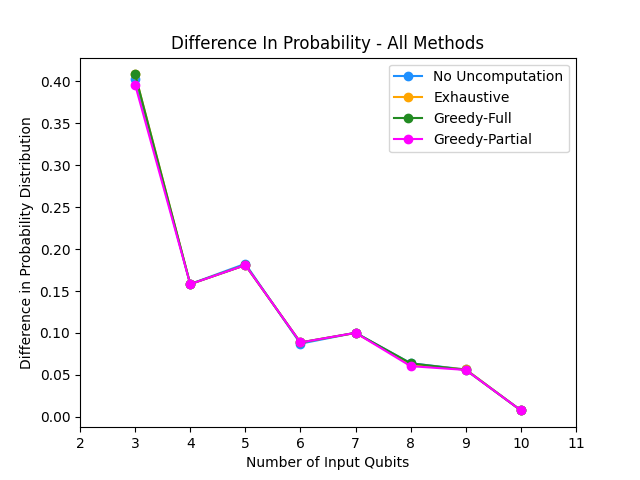 Difference In Probability - All Methods
No Uncomputation
Exhaustive
Greedy-Full
Greedy-Partial
Difference in Probability Distribution
0.40
0.35
0.30
0.25
0.20
0.15
0.10
0.05
0.00
2 3 4 5 6 7 8 9 10 11
Number of Input Qubits